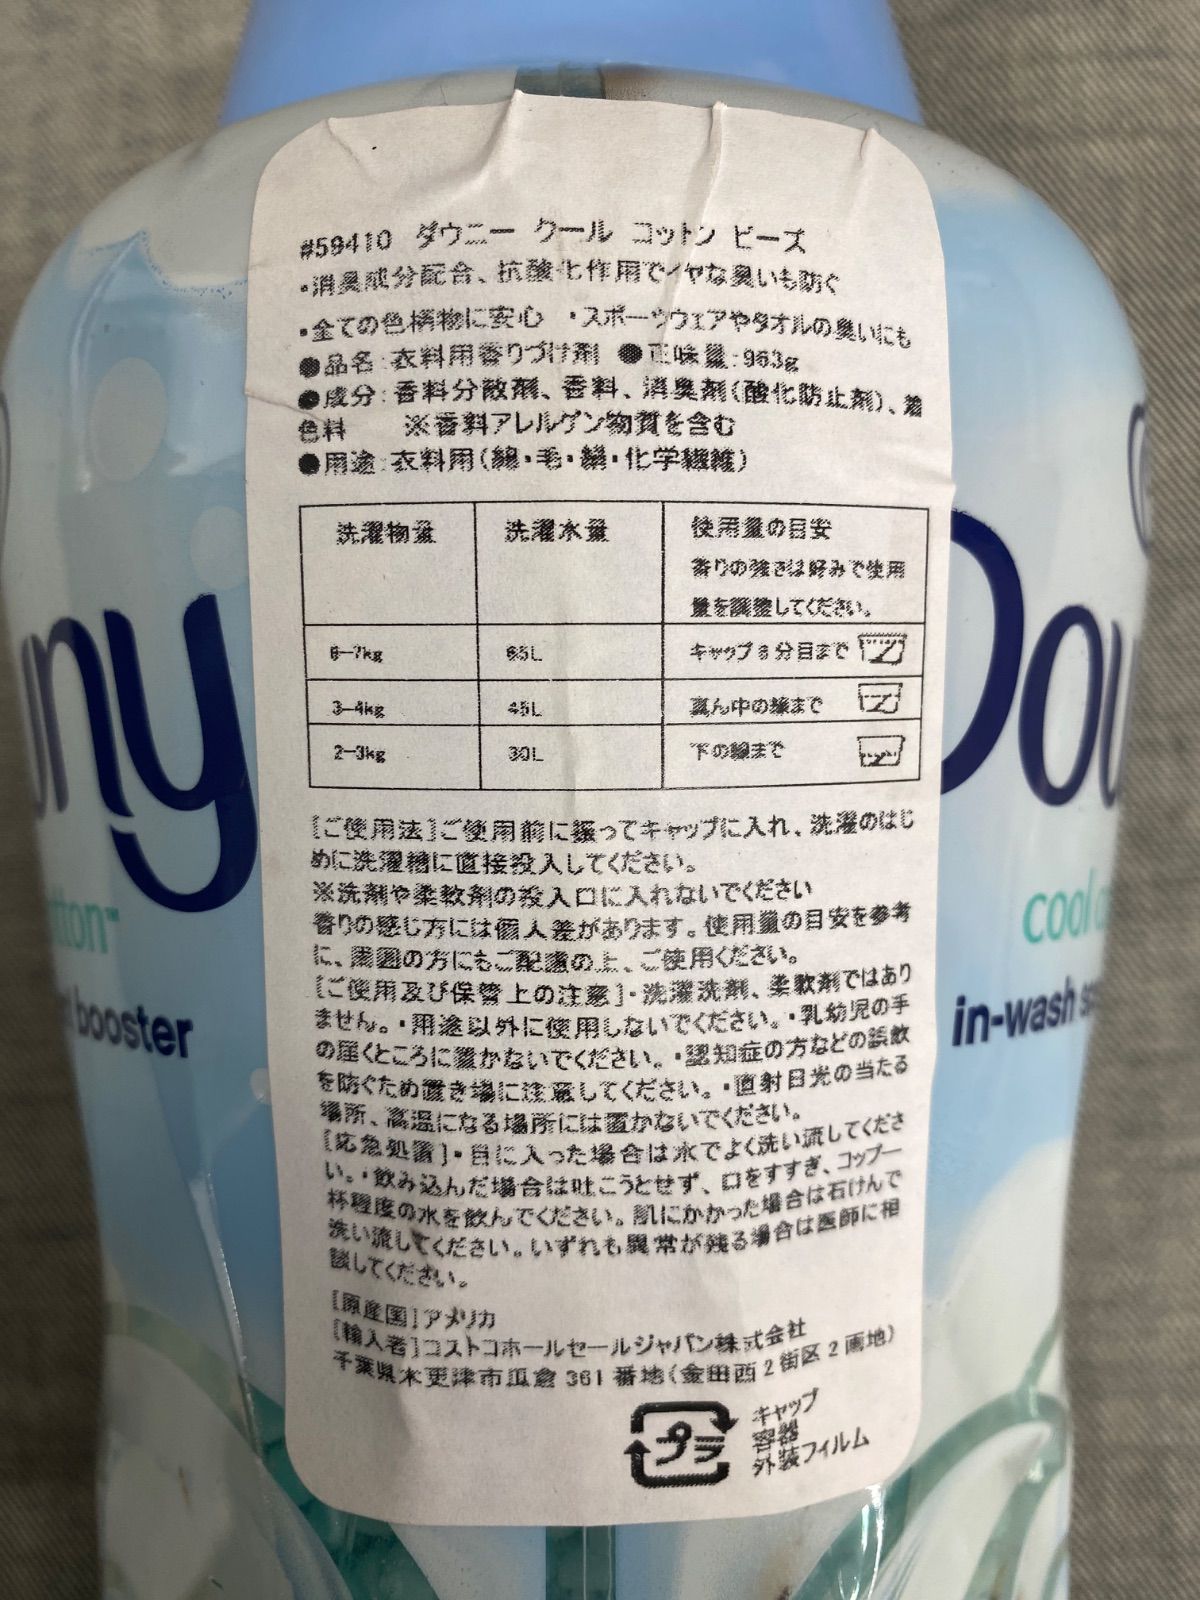 #59410 ダウニー クール コットン ビーズ
・消臭成分配合、抗酸化作用でイヤな臭いも防ぐ
・全ての色柄物に安心 ・スポーツウェアやタオルの臭いにも
●品名:衣料用香りづけ剤 ●正味量:963g
●成分:香料分散剤、香料、消臭剤(酸化防止剤)、着
色料 ※香料アレルゲン物質を含む
●用途:衣料用(綿・毛・絹・化学繊維)
洗濯物量 洗濯水量 使用量の目安
香りの強さは好みで使用
量を調整してください。
6-7kg 65L キャップ8分目まで
3-4kg 45L 真ん中の線まで
2-3kg 30L 下の線まで
[ご使用法]ご使用前に振ってキャップに入れ、洗濯のはじ
めに洗濯槽に直接投入してください。
※洗剤や柔軟剤の投入口に入れないでください
香りの感じ方には個人差があります。使用量の目安を参考
に、周囲の方にもご配慮の上、ご使用ください。
[ご使用及び保管上の注意]・洗濯洗剤、柔軟剤ではあり
ません。・用途以外に使用しないでください。・乳幼児の手
の届くところに置かないでください。・認知症の方などの誤飲
を防ぐため置き場に注意してください。・直射日光の当たる
場所、高温になる場所には置かないでください。
[応急処置]・目に入った場合は水でよく洗い流してくださ
い。・飲み込んだ場合は吐こうとせず、口をすすぎ、コップ一
杯程度の水を飲んでください。肌にかかった場合は石けんで
洗い流してください。いずれも異常が残る場合は医師に相
談してください。
[原産国]アメリカ
[輸入者]コストコホールセールジャパン株式会社
千葉県木更津市瓜倉361番地(金田西2街区2画地)
プラ
キャップ
容器
外装フィルム
wny
tton™
booster
Dou
cool
in-wash